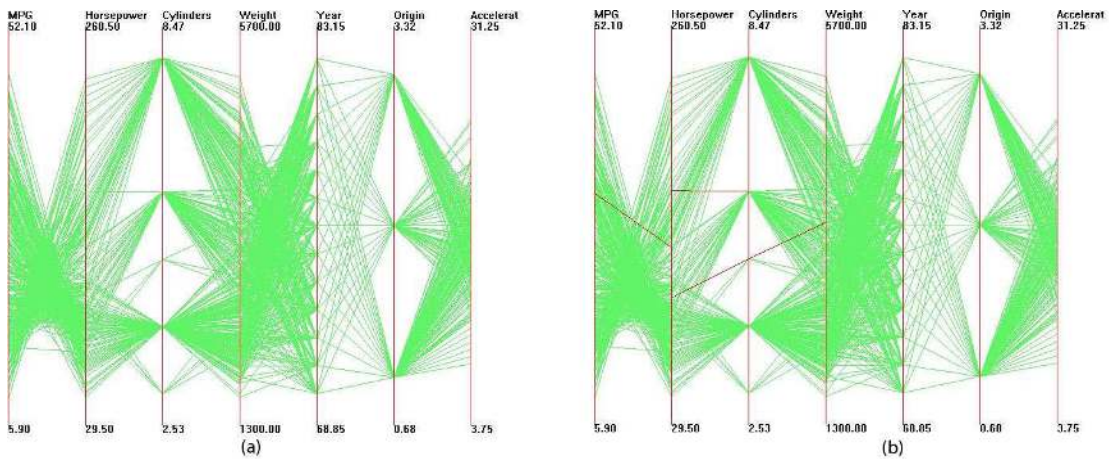 MPG Horsepower Cylinders Weight Year Origin Accelerat
52.10 260.50 8.47 5700.00 83.15 3.32 31.25
5.90 29.50 2.53 1300.00 68.85 0.68 3.75
(a)
MPG Horsepower Cylinders Weight Year Origin Accelerat
52.10 260.50 8.47 5700.00 83.15 3.32 31.25
5.90 29.50 2.53 1300.00 68.85 0.68 3.75
(b)